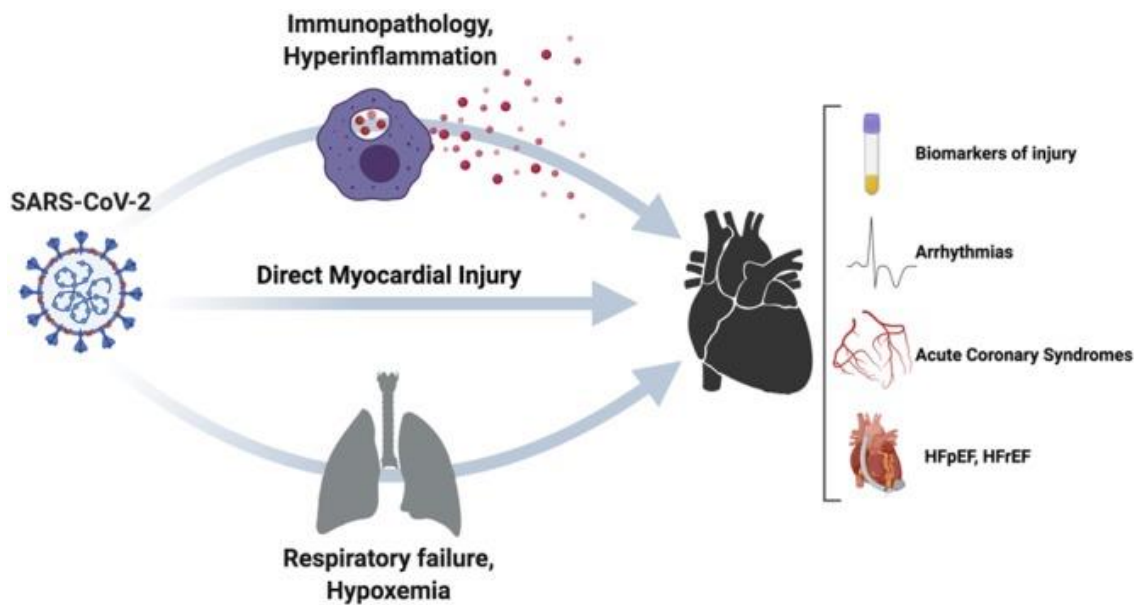 Immunopathology,
Hyperinflammation
SARS-CoV-2
Direct Myocardial Injury
Respiratory failure,
Hypoxemia
Biomarkers of injury
Arrhythmias
Acute Coronary Syndromes
HFpEF, HFrEF